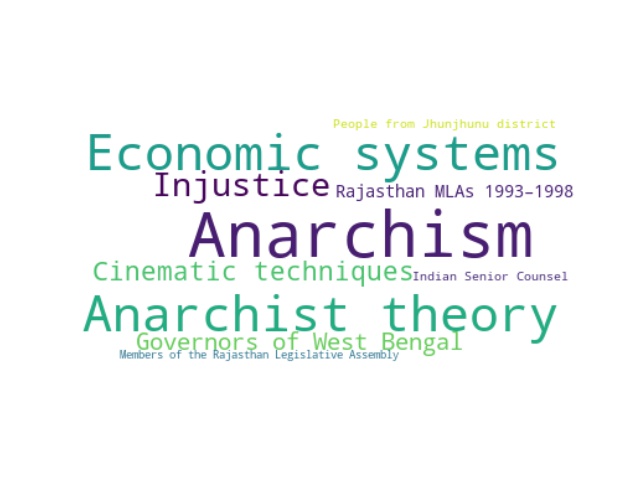 People from Jhunjhunu district
Economic systems
Injustice
Rajasthan MLAs 1993–1998
Anarchism
Cinematic techniques
Indian Senior Counsel
Anarchist theory
Governors of West Bengal
Members of the Rajasthan Legislative Assembly